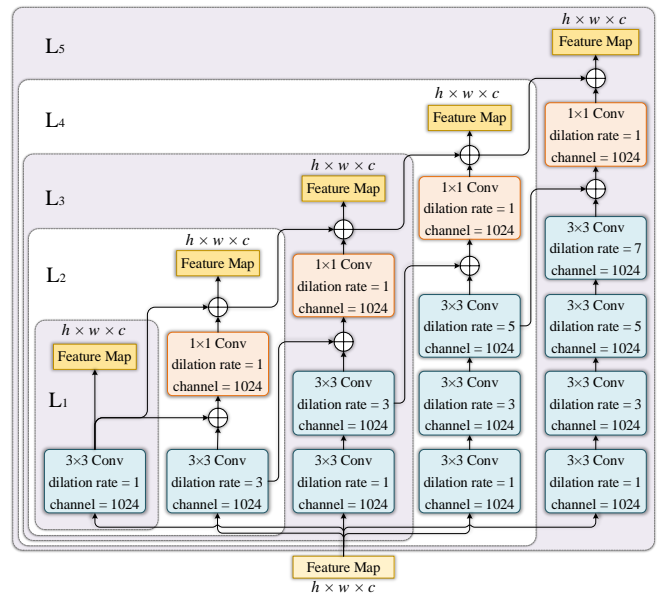 h × w × c
Feature Map
L5
1×1 Conv
dilation rate = 1
channel = 1024
3×3 Conv
dilation rate = 7
channel = 1024
3×3 Conv
dilation rate = 5
channel = 1024
3×3 Conv
dilation rate = 3
channel = 1024
3×3 Conv
dilation rate = 1
channel = 1024
h × w × c
Feature Map
L4
1×1 Conv
dilation rate = 1
channel = 1024
3×3 Conv
dilation rate = 5
channel = 1024
3×3 Conv
dilation rate = 3
channel = 1024
3×3 Conv
dilation rate = 1
channel = 1024
h × w × c
Feature Map
L3
1×1 Conv
dilation rate = 1
channel = 1024
3×3 Conv
dilation rate = 3
channel = 1024
3×3 Conv
dilation rate = 1
channel = 1024
h × w × c
Feature Map
L2
1×1 Conv
dilation rate = 1
channel = 1024
3×3 Conv
dilation rate = 3
channel = 1024
h × w × c
Feature Map
L1
3×3 Conv
dilation rate = 1
channel = 1024
Feature Map
h × w × c